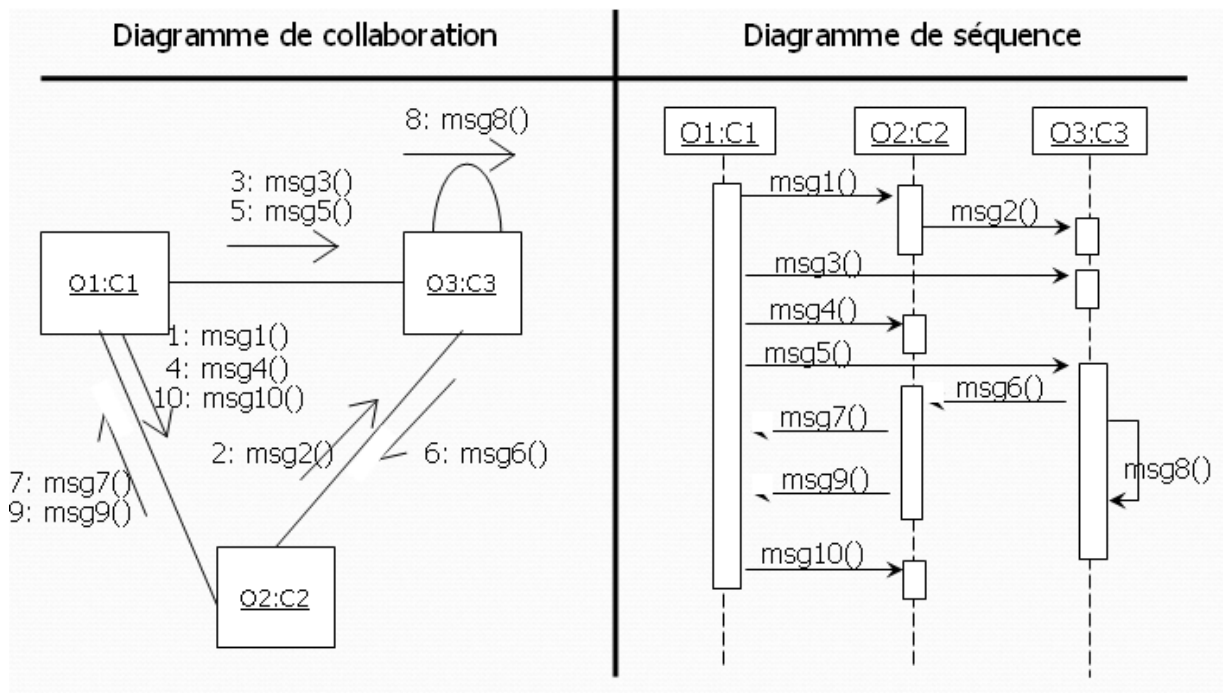 Diagramme de collaboration
8: msg8()
3: msg3()
5: msg5()
O1:C1
O3:C3
1: msg1()
4: msg4()
10: msg10()
2: msg2()
6: msg6()
7: msg7()
9: msg9()
O2:C2
Diagramme de séquence
O1:C1
O2:C2
O3:C3
msg1()
msg2()
msg3()
msg4()
msg5()
msg6()
msg7()
msg8()
msg9()
msg10()